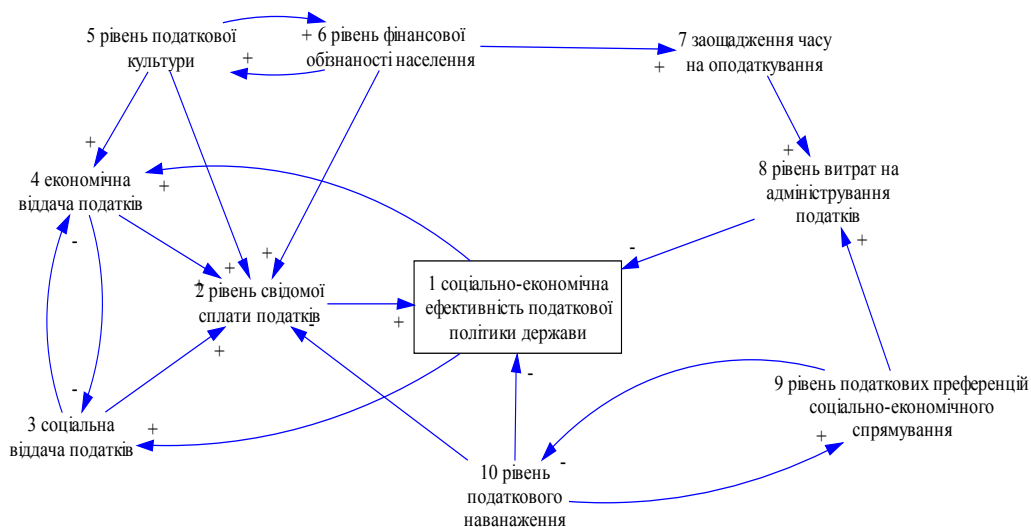 5 рівень податкової
культури
+ 6 рівень фінансової
обізнаності населення
+
7 заощадження часу
на оподаткування
+
+
4 економічна
віддача податків
+
-
+
8 рівень витрат на
адміністрування
податків
+
-
+
+
+
+
2 рівень свідомої
сплати податків
-
+
1 соціально-економічна
ефективність податкової
політики держави
+
-
-
3 соціальна
віддача податків
+
9 рівень податкових преференцій
соціально-економічного
спрямування
+
-
10 рівень
податкового
наванаження